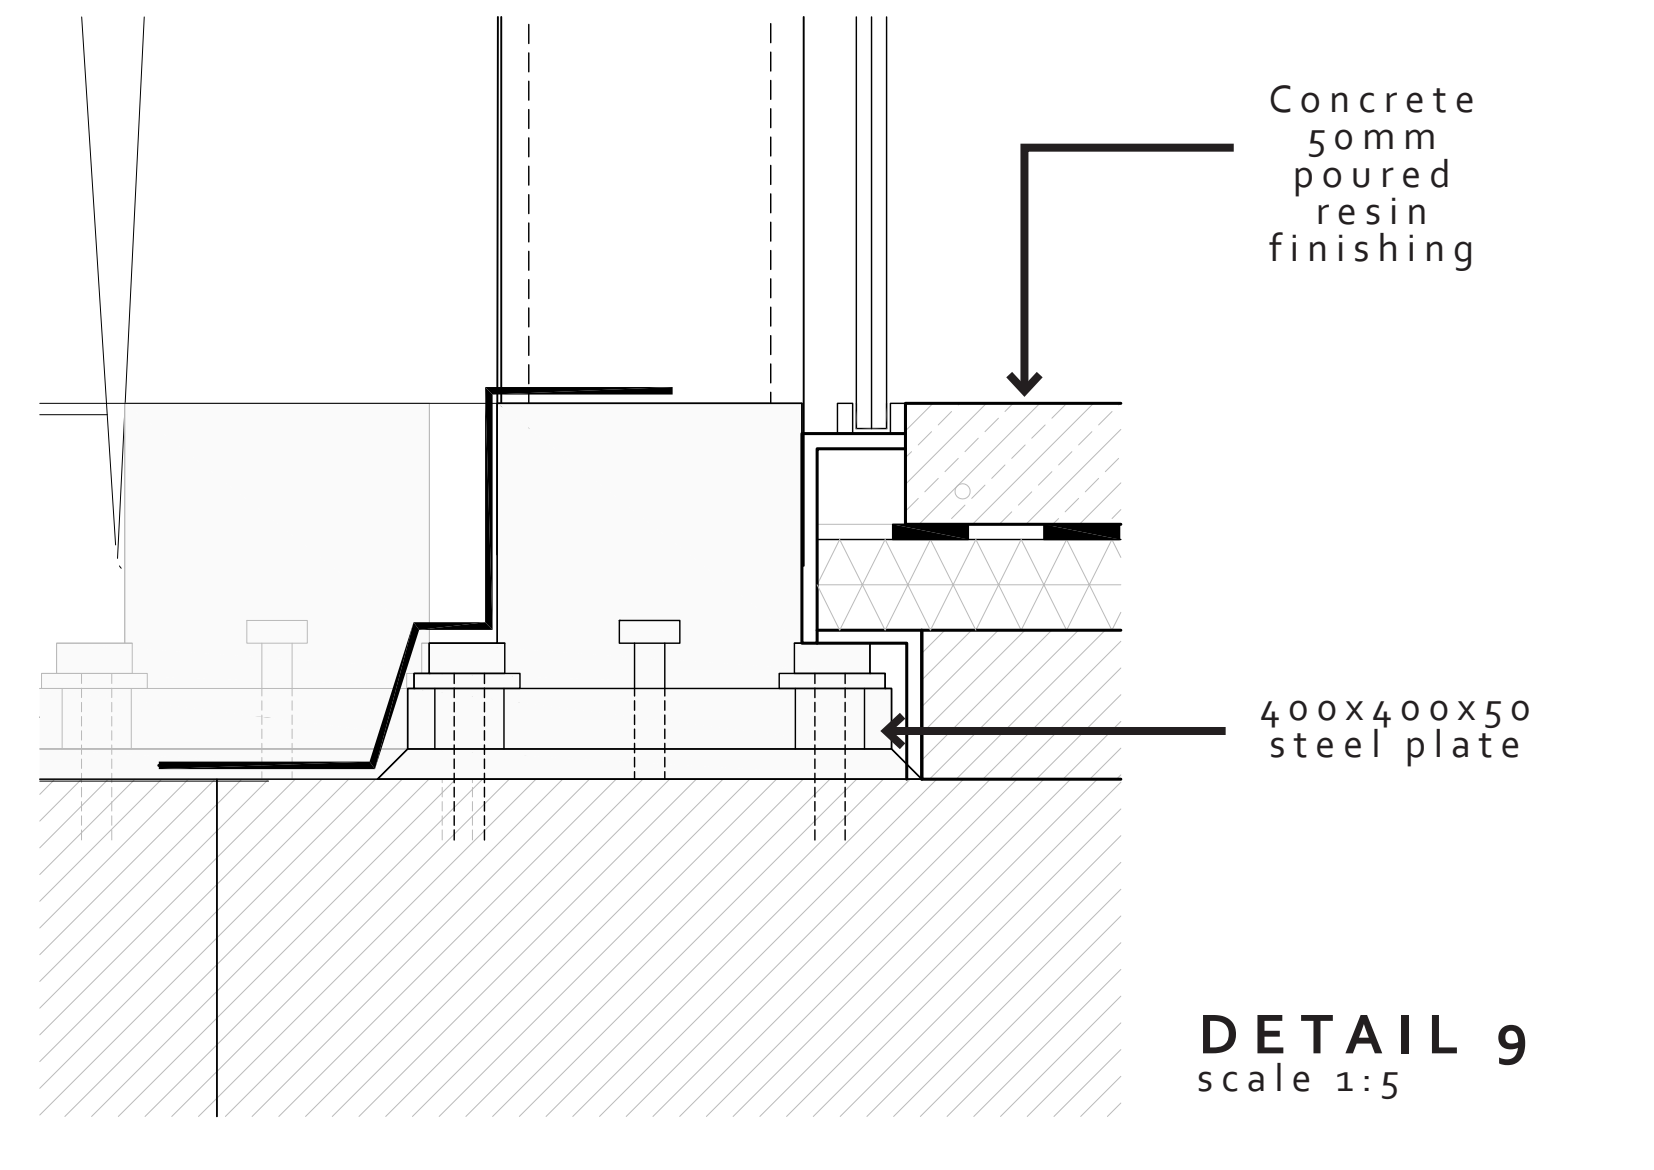 Concrete
50mm
poured
resin
finishing
400x400x50
steel plate
DETAIL 9
scale 1:5